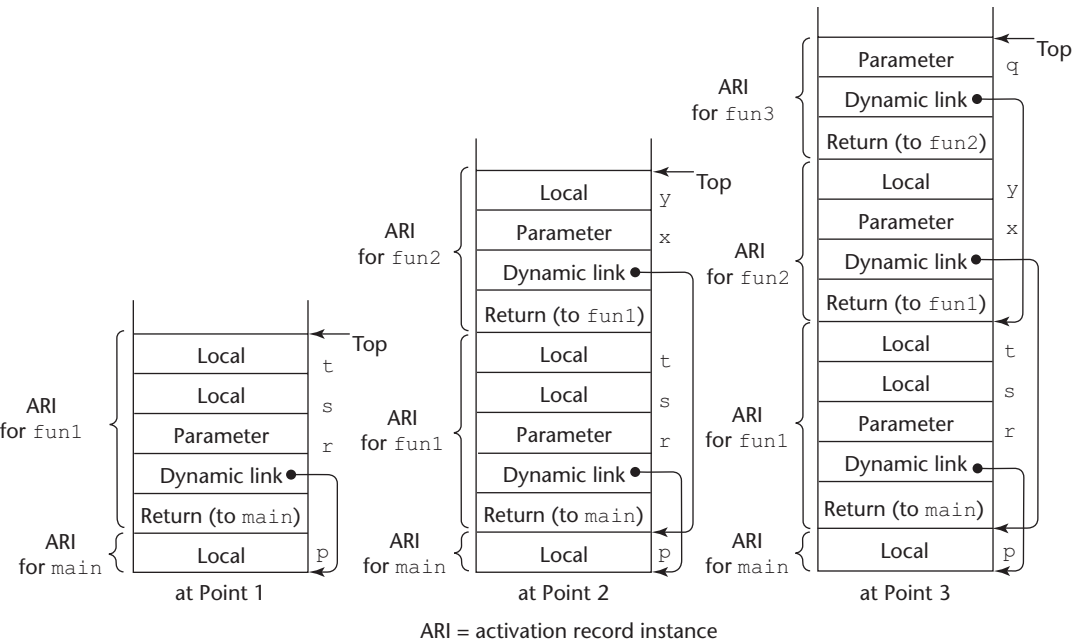 Top
Local t
Local s
ARI
for fun1
Parameter r
Dynamic link
Return (to main)
ARI
for main
Local p
at Point 1
Top
Local y
ARI
for fun2
Parameter x
Dynamic link
Return (to fun1)
Local t
Local s
ARI
for fun1
Parameter r
Dynamic link
Return (to main)
ARI
for main
Local p
at Point 2
Top
Parameter q
ARI
for fun3
Dynamic link
Return (to fun2)
Local y
Parameter x
ARI
for fun2
Dynamic link
Return (to fun1)
Local t
Local s
ARI
for fun1
Parameter r
Dynamic link
Return (to main)
ARI
for main
Local p
at Point 3
ARI = activation record instance